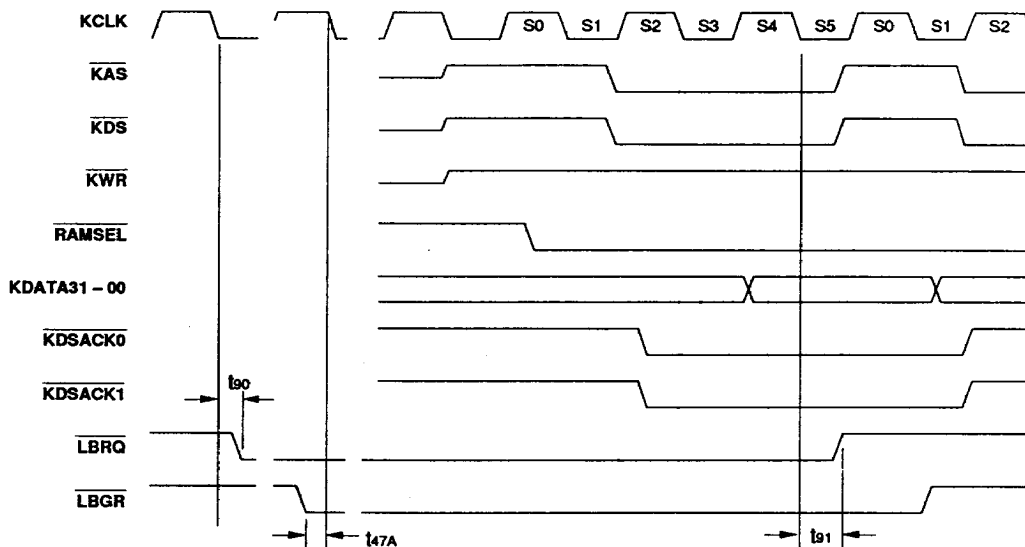 KCLK S0 S1 S2 S3 S4 S5 S0 S1 S2
KAS
KDS
KWR
RAMSEL
KDATA31 – 00
KDSACK0
t90
KDSACK1
LBRQ
LBGR
t47A t91